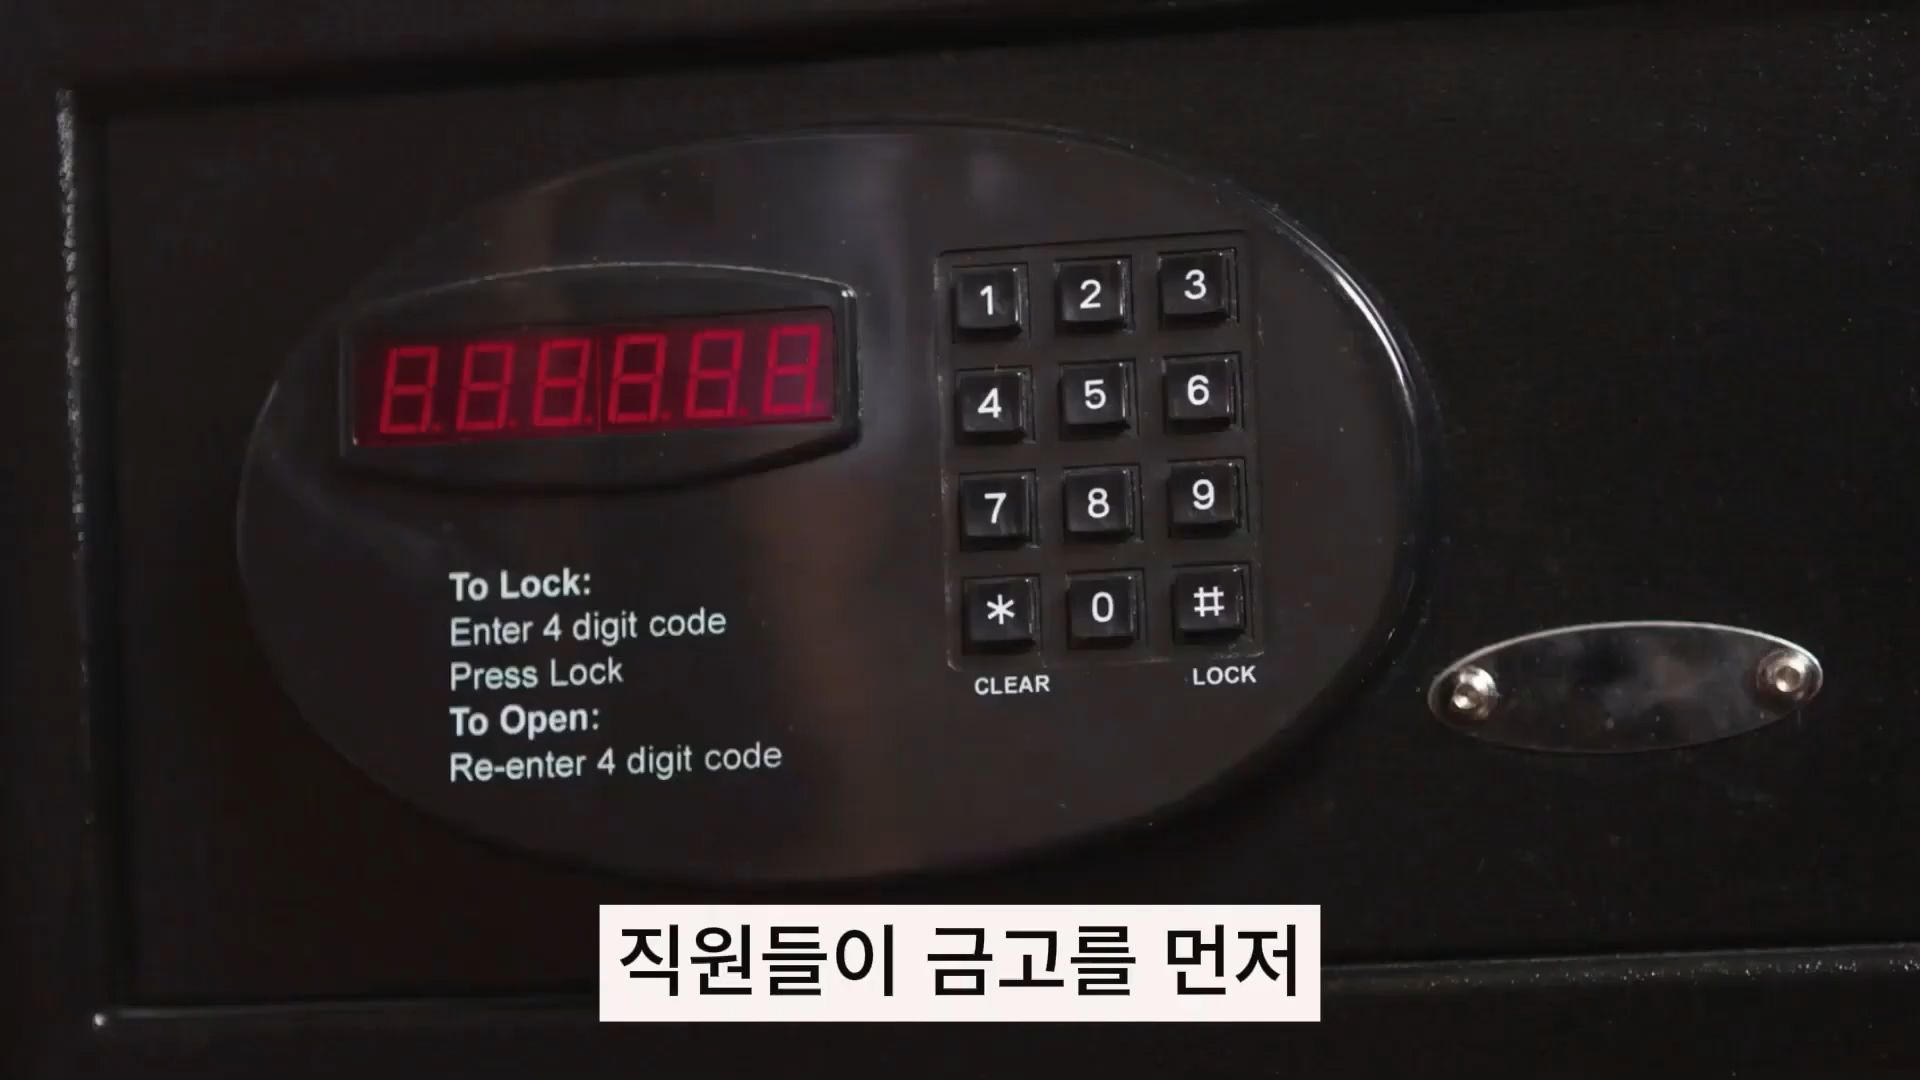 888888
1 2 3
4 5 6
7 8 9
* 0 #
CLEAR LOCK
To Lock:
Enter 4 digit code
Press Lock
To Open:
Re-enter 4 digit code
직원들이 금고를 먼저